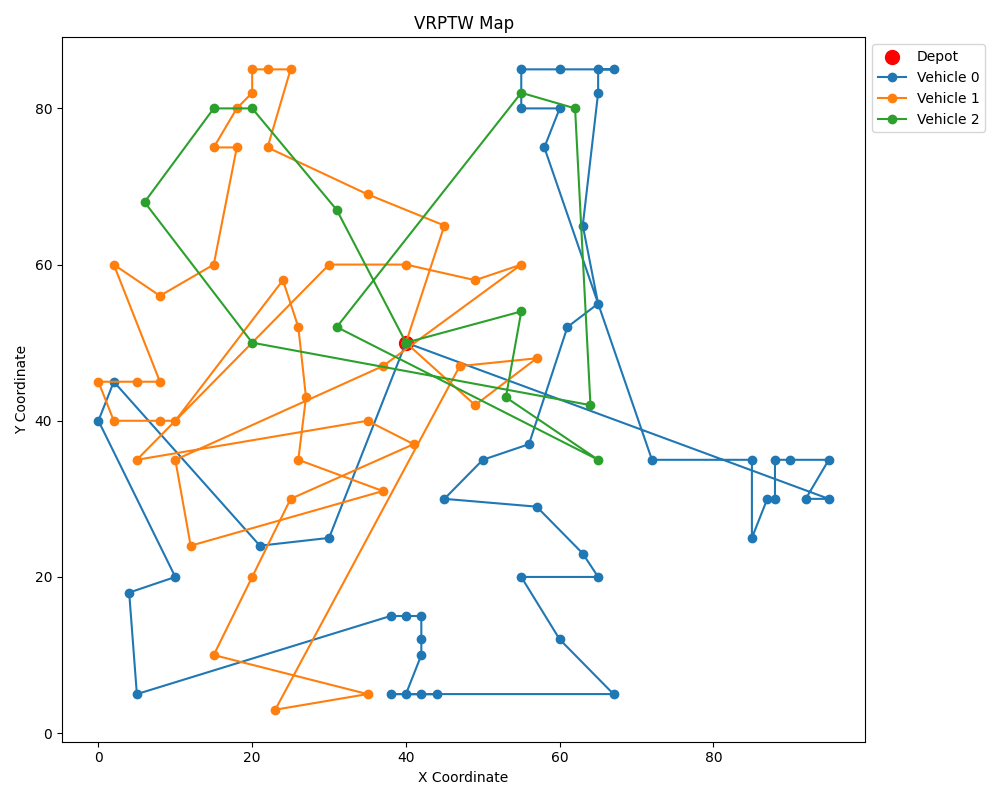 VRPTW Map
Depot
Vehicle 0
Vehicle 1
Vehicle 2
80
60
40
20
0
Y Coordinate
0 20 40 60 80
X Coordinate